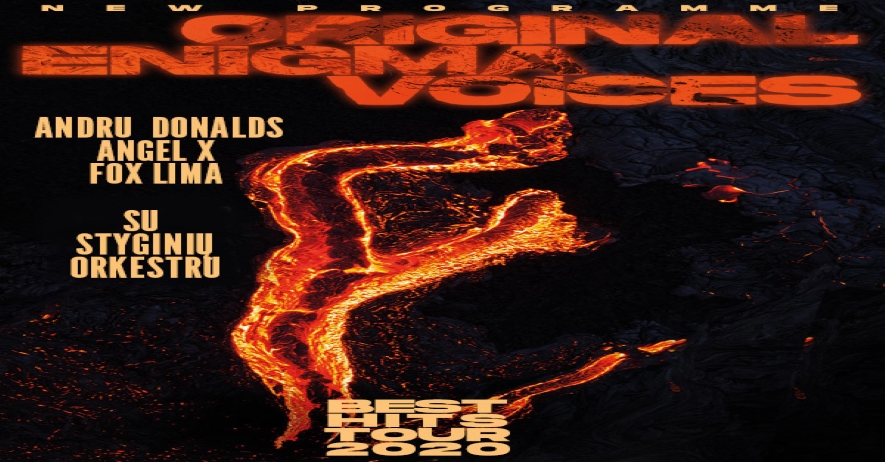 NEW PROGRAMME
ORIGINAL
ENIGMA
VOICES
ANDRU DONALDS
ANGEL X
FOX LIMA
SU
STYGINIŲ
ORKESTRU
BEST
HITS
TOUR
2020